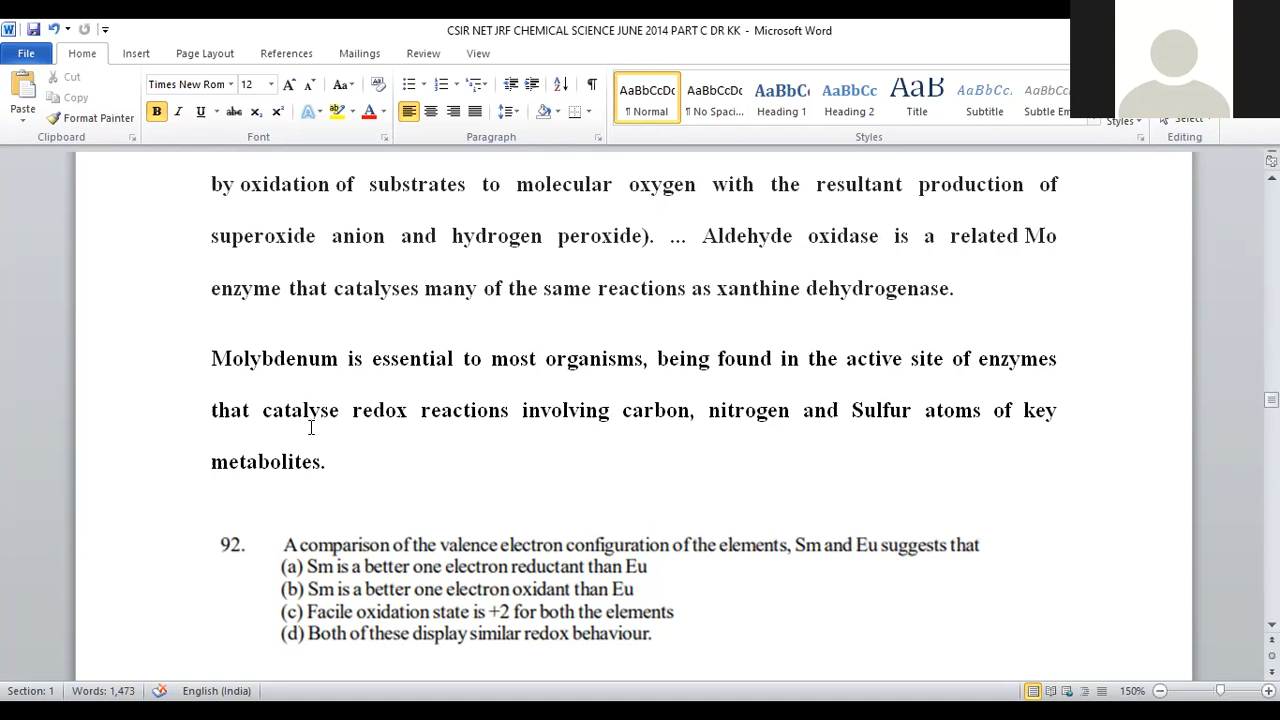 CSIR NET JRF CHEMICAL SCIENCE JUNE 2014 PART C DR KK - Microsoft Word
File Home Insert Page Layout References Mailings Review View
Paste
Cut
Copy
Format Painter
Clipboard
Times New Rom 12
Font
Paragraph
AaBbCcDc AaBbCcDc AaBbCc AaBbCc AaB AaBbCc. AaBbCcDc
¶ Normal ¶ No Spaci... Heading 1 Heading 2 Title Subtitle Subtle Em
Styles
Styles
Select
Editing
by oxidation of substrates to molecular oxygen with the resultant production of
superoxide anion and hydrogen peroxide). ... Aldehyde oxidase is a related Mo
enzyme that catalyses many of the same reactions as xanthine dehydrogenase.
Molybdenum is essential to most organisms, being found in the active site of enzymes
that catalyse redox reactions involving carbon, nitrogen and Sulfur atoms of key
metabolites.
92. A comparison of the valence electron configuration of the elements, Sm and Eu suggests that
(a) Sm is a better one electron reductant than Eu
(b) Sm is a better one electron oxidant than Eu
(c) Facile oxidation state is +2 for both the elements
(d) Both of these display similar redox behaviour.
Section: 1 Words: 1,473 English (India) 150%